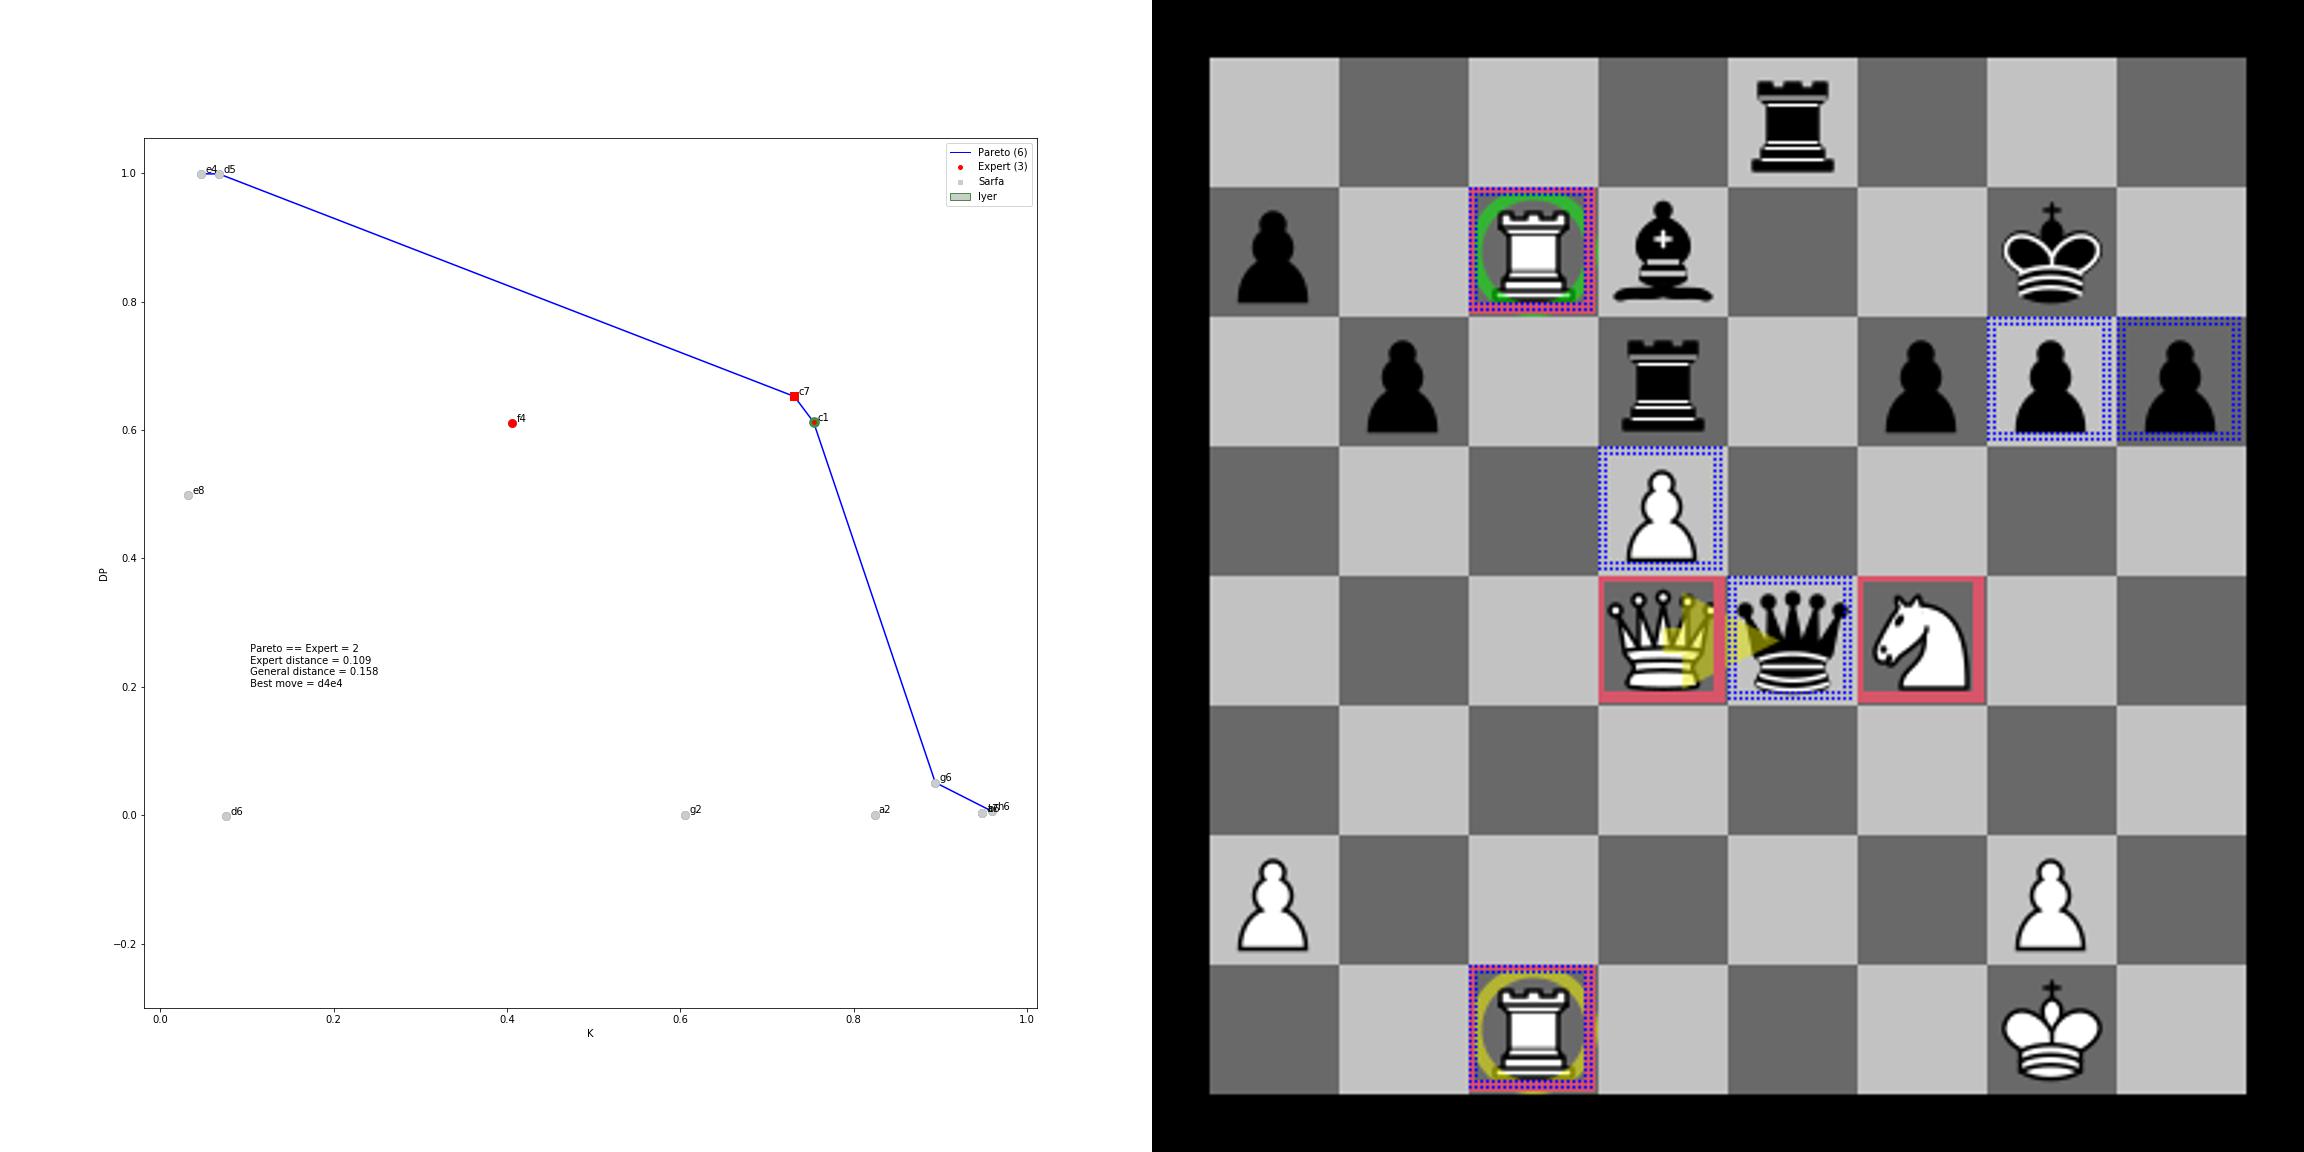 Pareto (6)
Expert (3)
Sarfa
Iyer
1.0
0.8
0.6
0.4
0.2
0.0
−0.2
DP
e4
d5
c7
c1
f4
e8
Pareto == Expert = 2
Expert distance = 0.109
General distance = 0.158
Best move = d4e4
g6
d6
g2
a2
h6
0.0
0.2
0.4
0.6
0.8
1.0
K